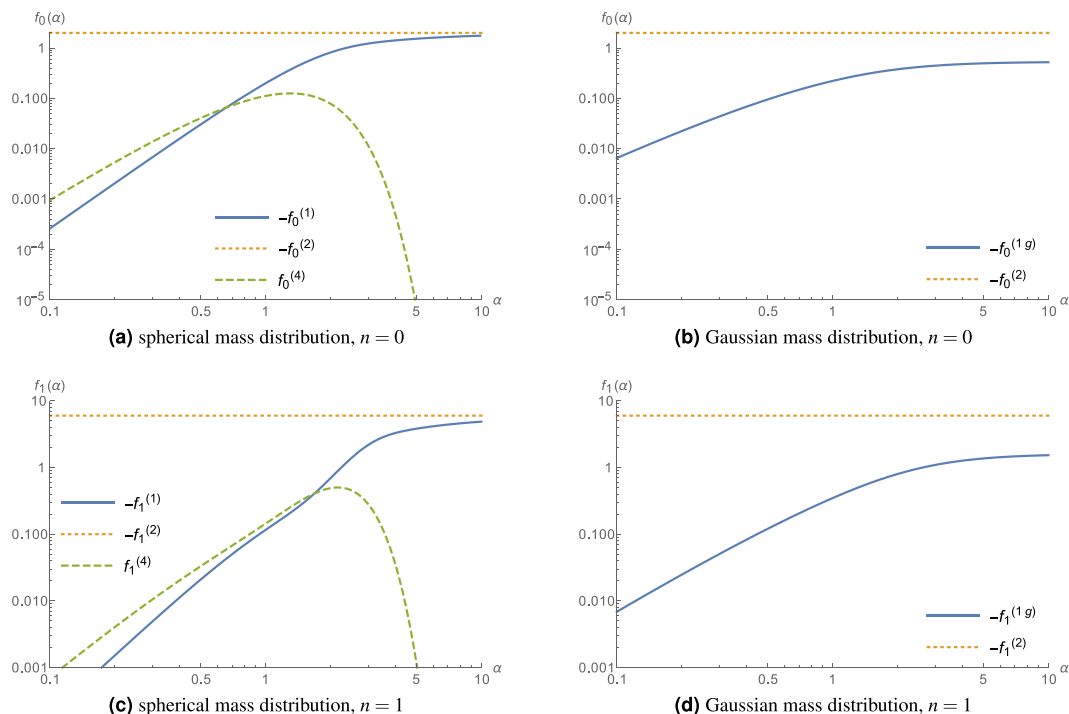 f₀(α)
1
0.100
0.010
0.001
10⁻⁴
10⁻⁵
0.1 0.5 1 5 10 α
−f₀⁽¹⁾
−f₀⁽²⁾
f₀⁽⁴⁾
(a) spherical mass distribution, n = 0
f₀(α)
1
0.100
0.010
0.001
10⁻⁴
10⁻⁵
0.1 0.5 1 5 10 α
−f₀⁽¹ ᵍ⁾
−f₀⁽²⁾
(b) Gaussian mass distribution, n = 0
f₁(α)
10
1
0.100
0.010
0.001
0.1 0.5 1 5 10 α
−f₁⁽¹⁾
−f₁⁽²⁾
f₁⁽⁴⁾
(c) spherical mass distribution, n = 1
f₁(α)
10
1
0.100
0.010
0.001
0.1 0.5 1 5 10 α
−f₁⁽¹ ᵍ⁾
−f₁⁽²⁾
(d) Gaussian mass distribution, n = 1